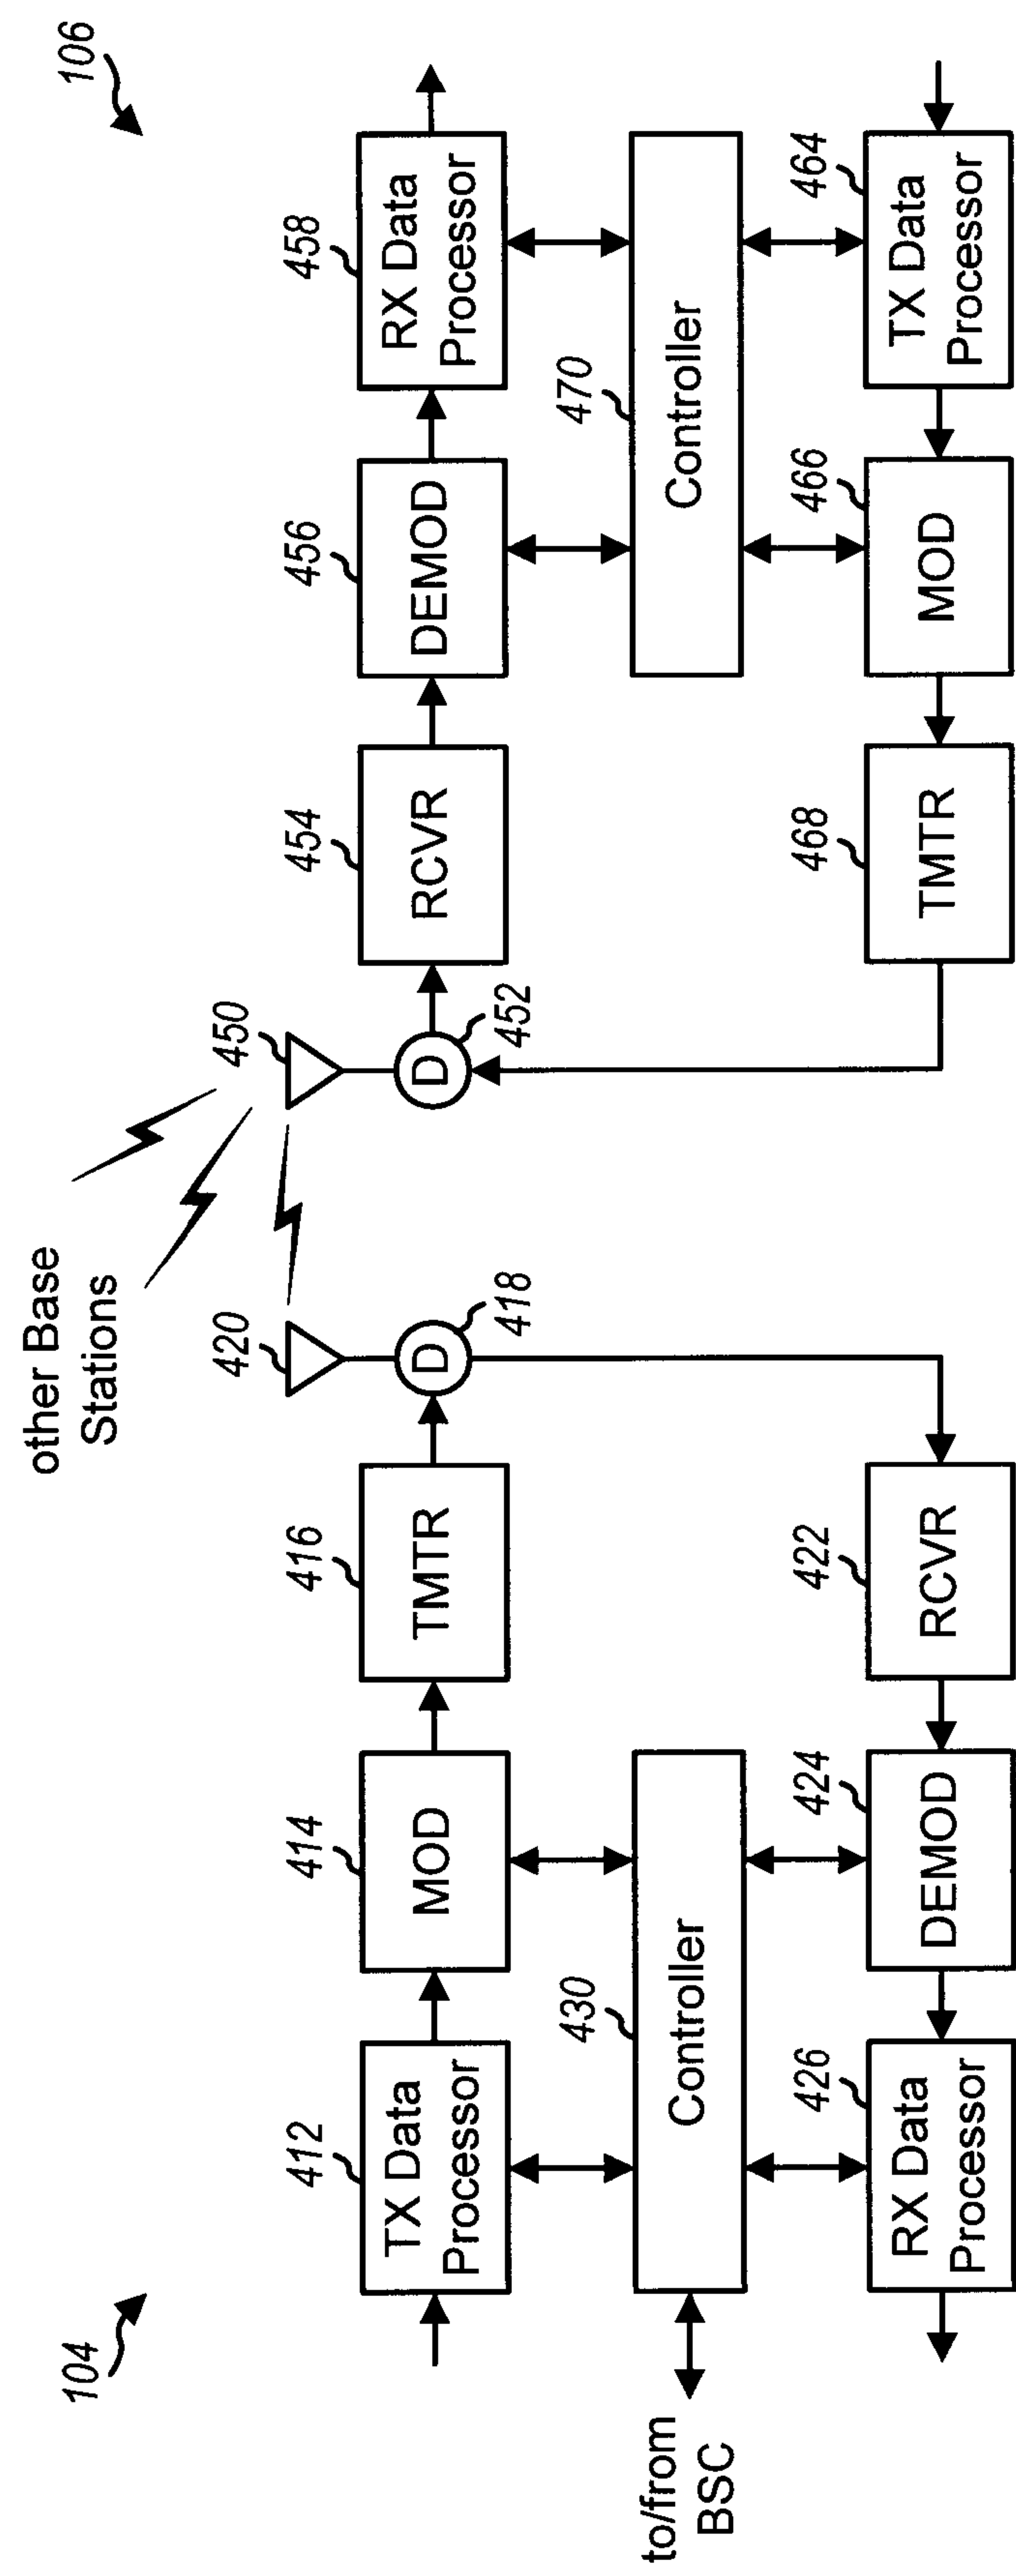 104
106
other Base
Stations
412
TX Data
Processor
414
MOD
416
TMTR
420
D
418
450
D
452
454
RCVR
456
DEMOD
458
RX Data
Processor
to/from
BSC
430
Controller
470
Controller
426
RX Data
Processor
424
DEMOD
422
RCVR
468
TMTR
466
MOD
464
TX Data
Processor